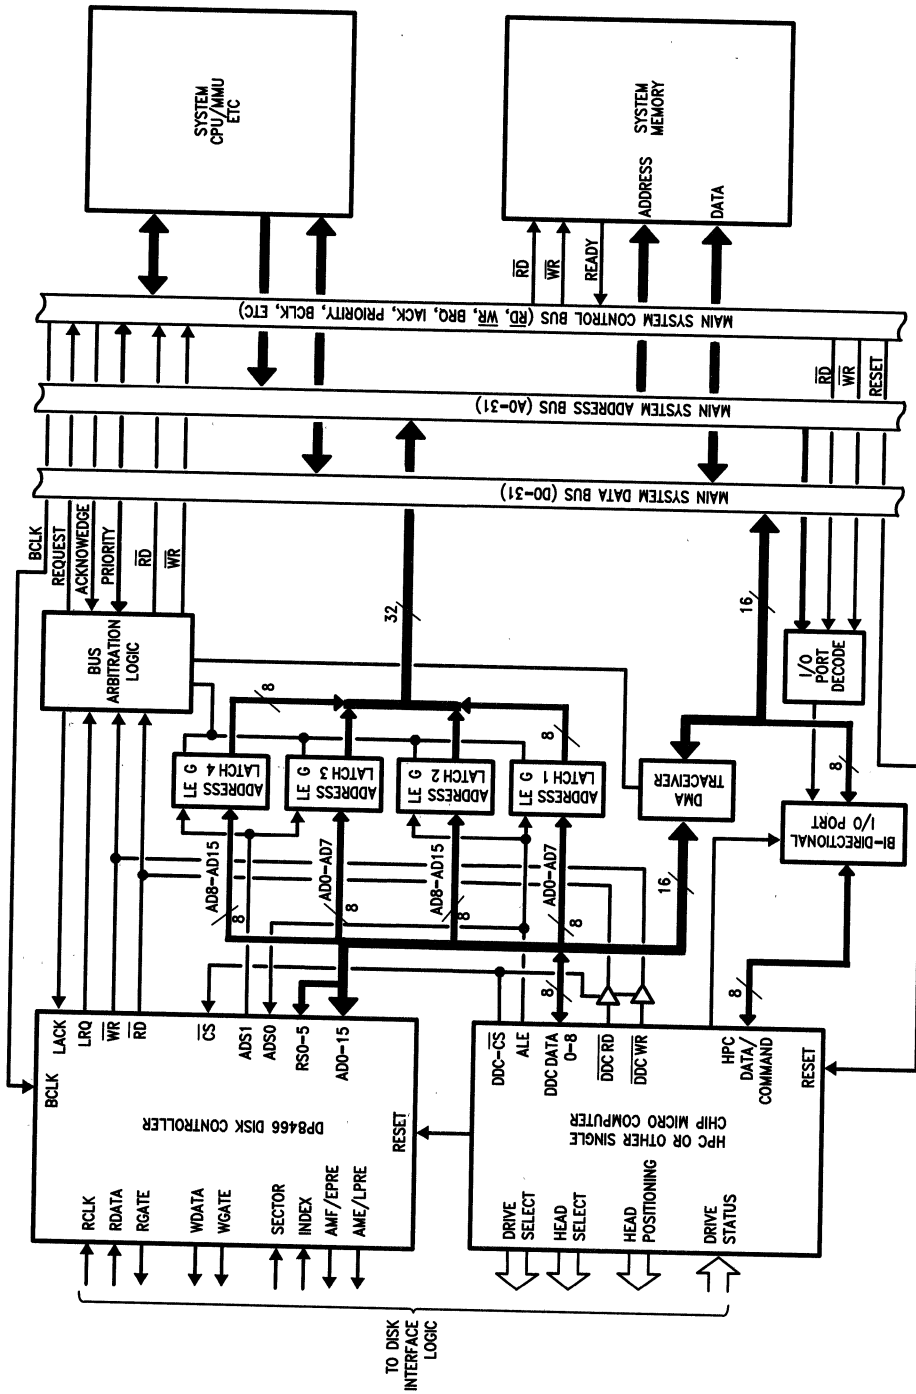 SYSTEM
CPU/MMU
ETC
SYSTEM
MEMORY
ADDRESS
DATA
RD
WR
READY
MAIN SYSTEM CONTROL BUS (RD, WR, BRQ, IACK, PRIORITY, BCLK, ETC)
MAIN SYSTEM ADDRESS BUS (A0-31)
MAIN SYSTEM DATA BUS (D0-31)
RD
WR
RESET
BCLK
REQUEST
ACKNOWEDGE
PRIORITY
RD
WR
BUS
ARBITRATION
LOGIC
32
16
I/O
PORT
DECODE
8
8
LE G
ADDRESS
LATCH 4
LE G
ADDRESS
LATCH 3
LE G
ADDRESS
LATCH 2
LE G
ADDRESS
LATCH 1
DMA
TRACEIVER
8
BI-DIRECTIONAL
I/O PORT
AD8-AD15
8
AD0-AD7
8
AD8-AD15
8
AD0-AD7
8
16
LACK
LRQ
WR
RD
CS
ADS1
ADS0
RS0-5
AD0-15
BCLK
DP8466 DISK CONTROLLER
RESET
RCLK
RDATA
RGATE
WDATA
WGATE
SECTOR
INDEX
AMF/EPRE
AME/LPRE
DDC-CS
ALE
DDC DATA
0-8
8
DDC RD
DDC WR
HPC
DATA/
COMMAND
8
RESET
HPC OR OTHER SINGLE
CHIP MICRO COMPUTER
DRIVE
SELECT
HEAD
SELECT
HEAD
POSITIONING
DRIVE
STATUS
TO DISK
INTERFACE
LOGIC